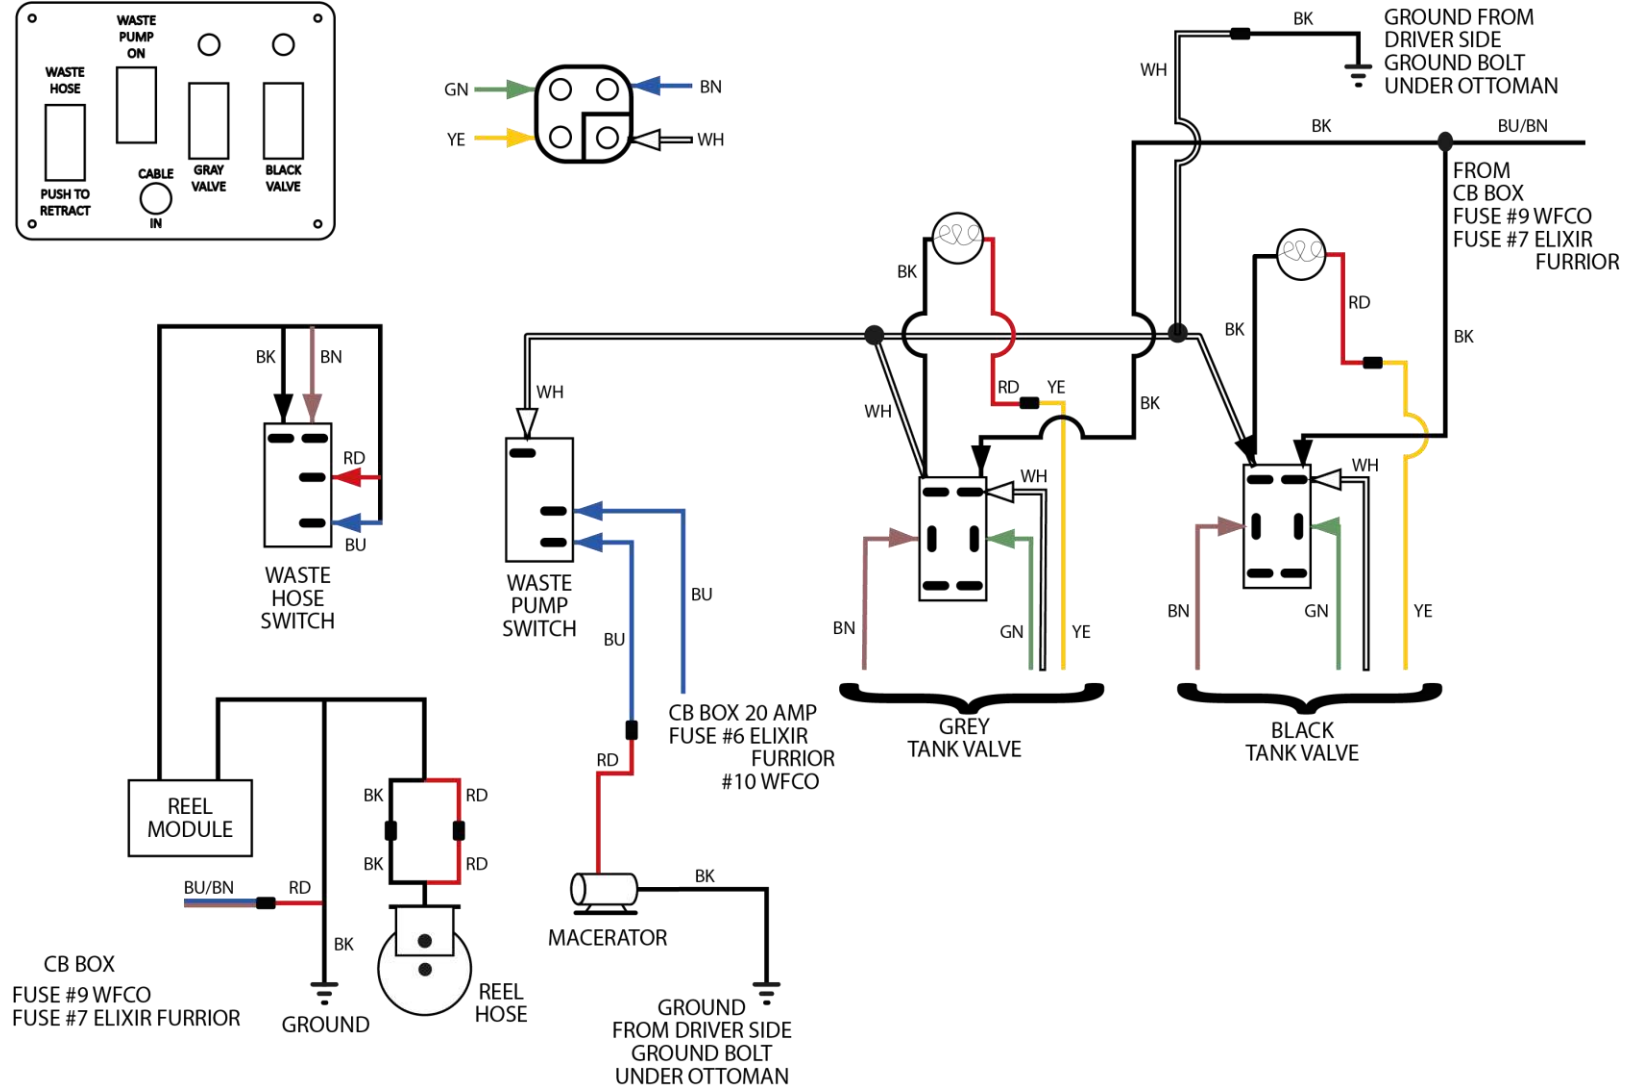 WASTE
PUMP
ON
WASTE
HOSE
PUSH TO
RETRACT
CABLE
IN
GRAY
VALVE
BLACK
VALVE
GN
YE
BN
WH
BK
GROUND FROM
DRIVER SIDE
GROUND BOLT
UNDER OTTOMAN
WH
BK
BU/BN
FROM
CB BOX
FUSE #9 WFCO
FUSE #7 ELIXIR
FURRIOR
BK
RD
YE
BK
WH
BK
RD
BK
BK
BN
RD
BU
WASTE
HOSE
SWITCH
WH
WASTE
PUMP
SWITCH
BU
BU
CB BOX 20 AMP
FUSE #6 ELIXIR
FURRIOR
#10 WFCO
RD
WH
BN
GN
YE
GREY
TANK VALVE
WH
BN
GN
YE
BLACK
TANK VALVE
REEL
MODULE
BK
RD
BK
RD
BU/BN
RD
BK
CB BOX
FUSE #9 WFCO
FUSE #7 ELIXIR FURRIOR
GROUND
REEL
HOSE
MACERATOR
BK
GROUND
FROM DRIVER SIDE
GROUND BOLT
UNDER OTTOMAN